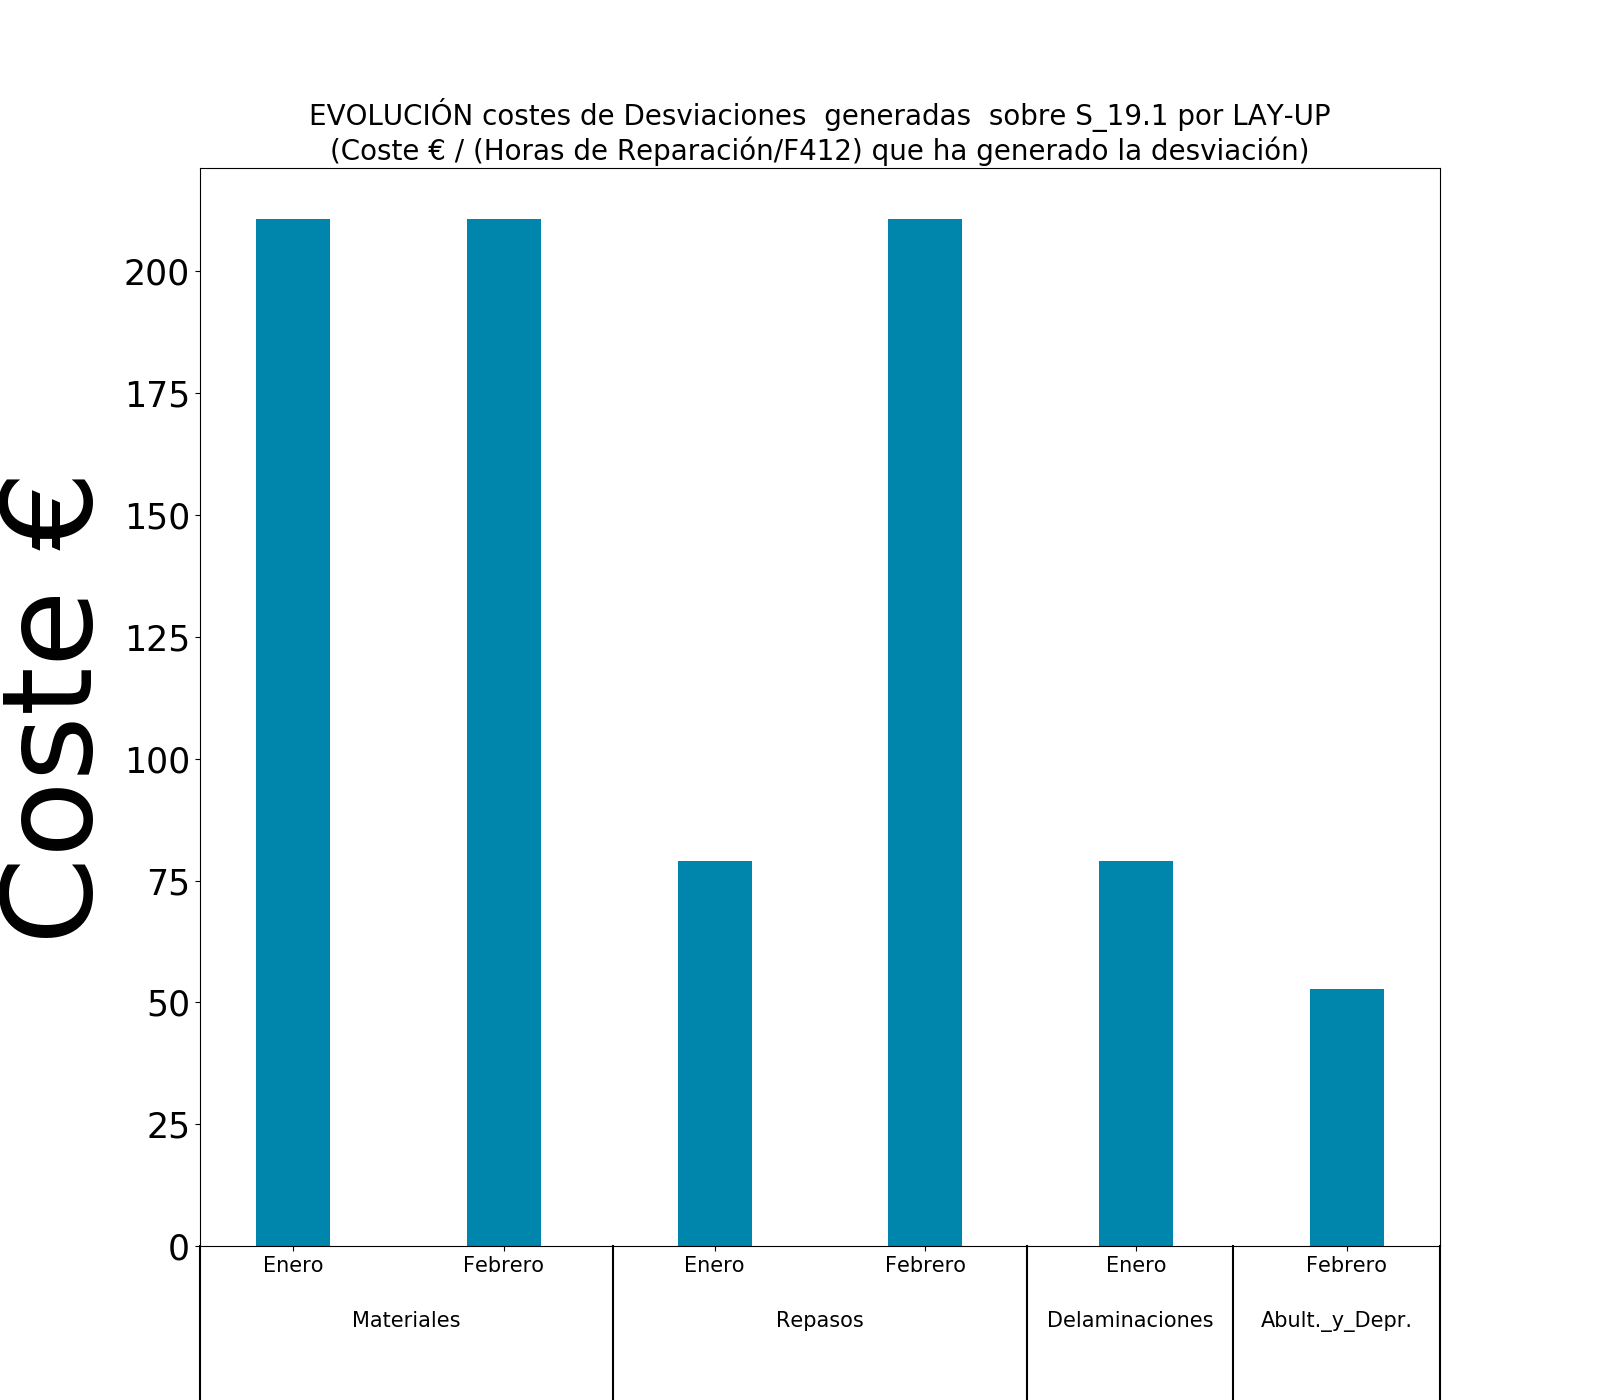 EVOLUCIÓN costes de Desviaciones  generadas  sobre S_19.1 por LAY-UP
(Coste € / (Horas de Reparación/F412) que ha generado la desviación)
Coste €
200
175
150
125
100
75
50
25
0
Enero Febrero Enero Febrero Enero Febrero
Materiales Repasos Delaminaciones Abult._y_Depr.